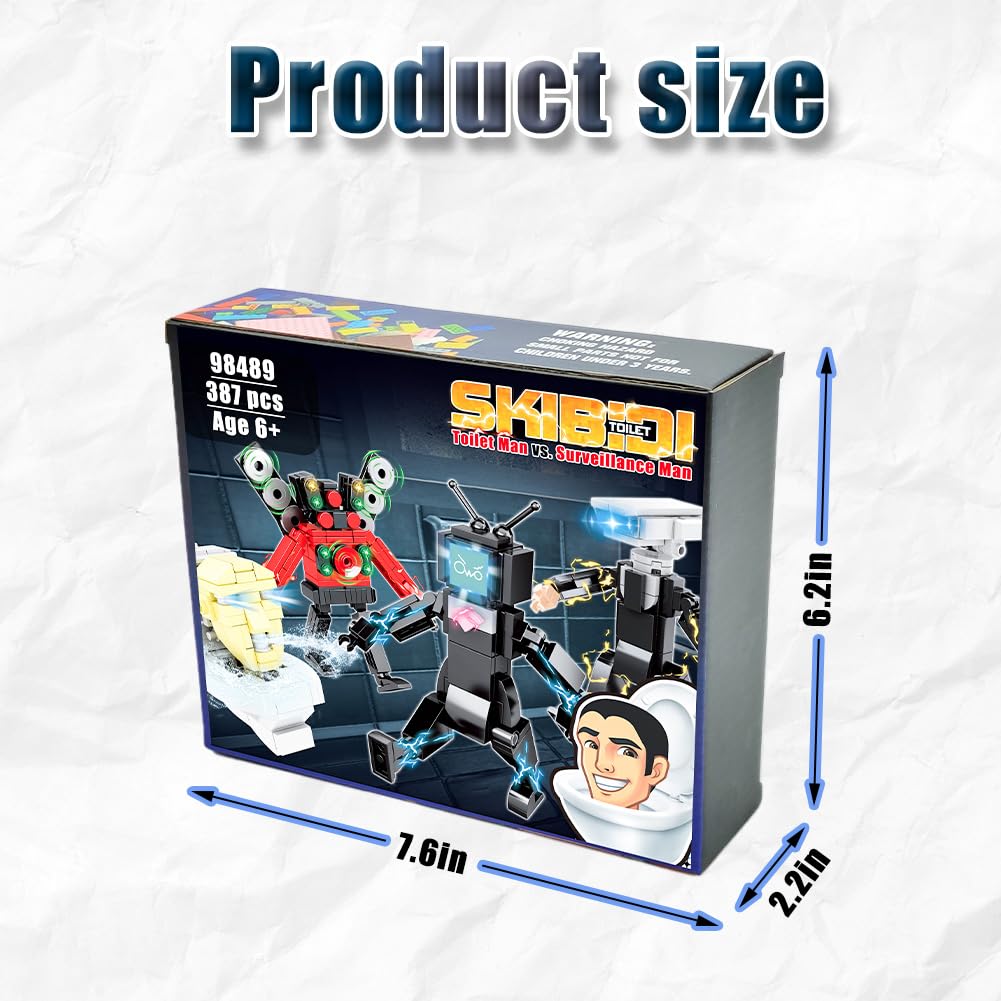 Product size
WARNING:
CHOKING HAZARD
SMALL PARTS NOT FOR
CHILDREN UNDER 3 YEARS.
98489
387 pcs
Age 6+
SKIBIDI
TOILET
Toilet Man vs. Surveillance Man
OwO
6.2in
7.6in
2.2in